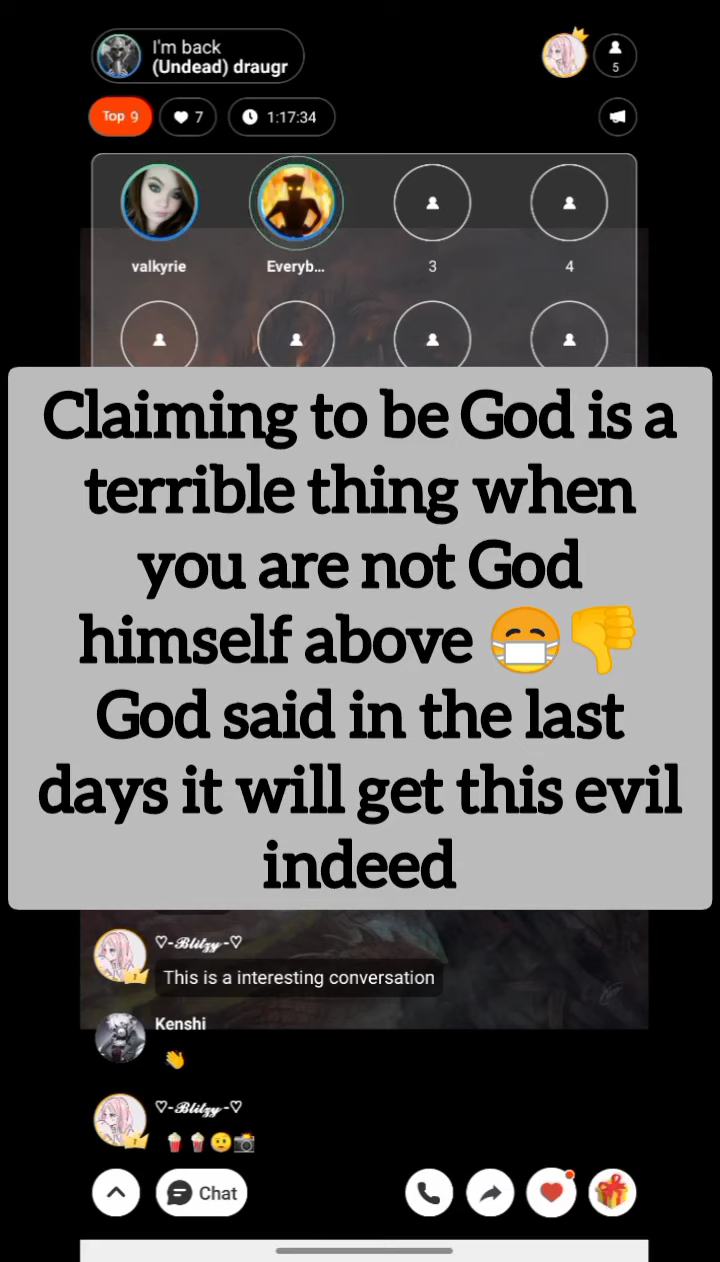 I'm back
(Undead) draugr
5
Top 9
7
1:17:34
valkyrie
Everyb...
3
4
Claiming to be God is a
terrible thing when
you are not God
himself above 😷👎
God said in the last
days it will get this evil
indeed
♡-𝓑𝓵𝓲𝓽𝔃𝔂-♡
This is a interesting conversation
Kenshi
👏
♡-𝓑𝓵𝓲𝓽𝔃𝔂-♡
🍿🍿🤨📸
Chat